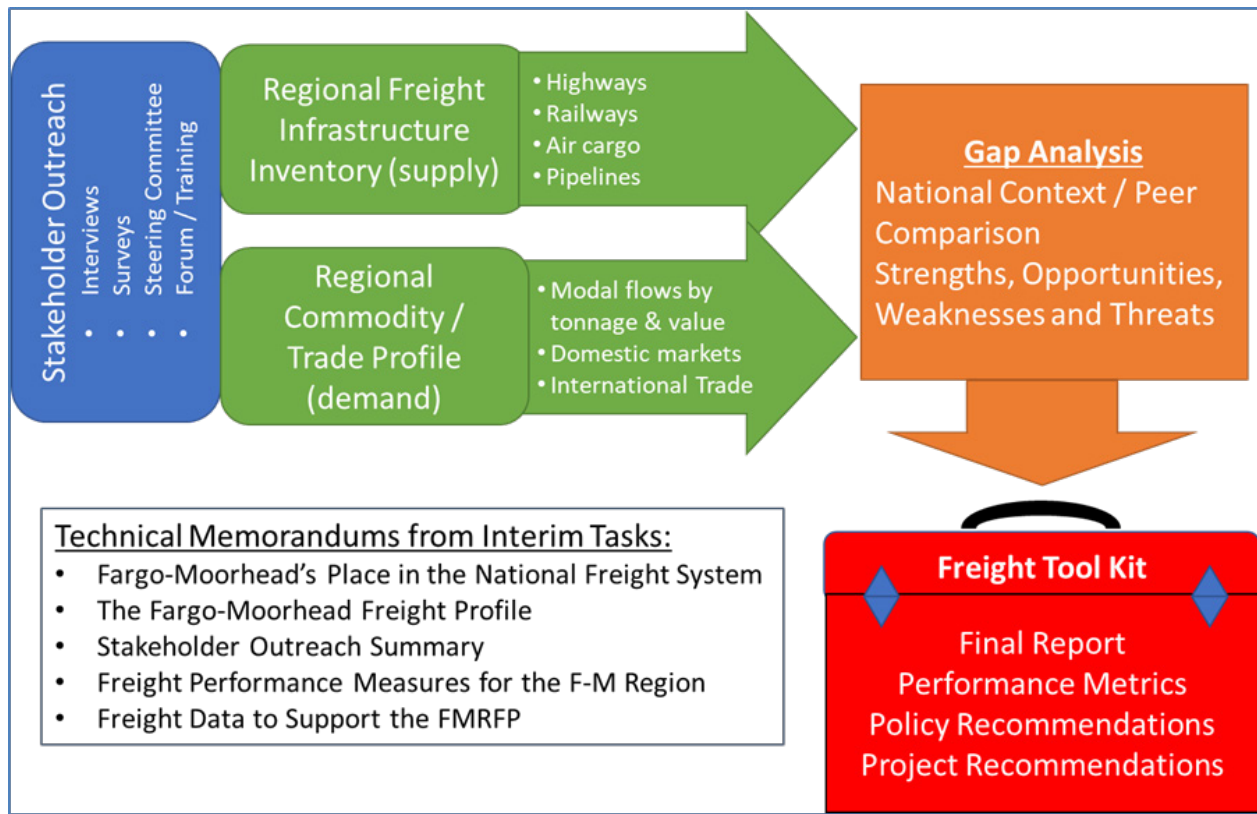 Stakeholder Outreach
• Interviews
• Surveys
• Steering Committee
• Forum / Training
Regional Freight
Infrastructure
Inventory (supply)
• Highways
• Railways
• Air cargo
• Pipelines
Regional
Commodity /
Trade Profile
(demand)
• Modal flows by
tonnage & value
• Domestic markets
• International Trade
Gap Analysis
National Context / Peer
Comparison
Strengths, Opportunities,
Weaknesses and Threats
Technical Memorandums from Interim Tasks:
• Fargo-Moorhead's Place in the National Freight System
• The Fargo-Moorhead Freight Profile
• Stakeholder Outreach Summary
• Freight Performance Measures for the F-M Region
• Freight Data to Support the FMRFP
Freight Tool Kit
Final Report
Performance Metrics
Policy Recommendations
Project Recommendations